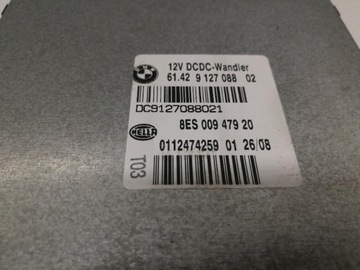 12V DCDC-Wandler
61.42 9 127 088 02
DC9127088021
8ES 009 479 20
HELLA
0112474259 01 26/08
T03